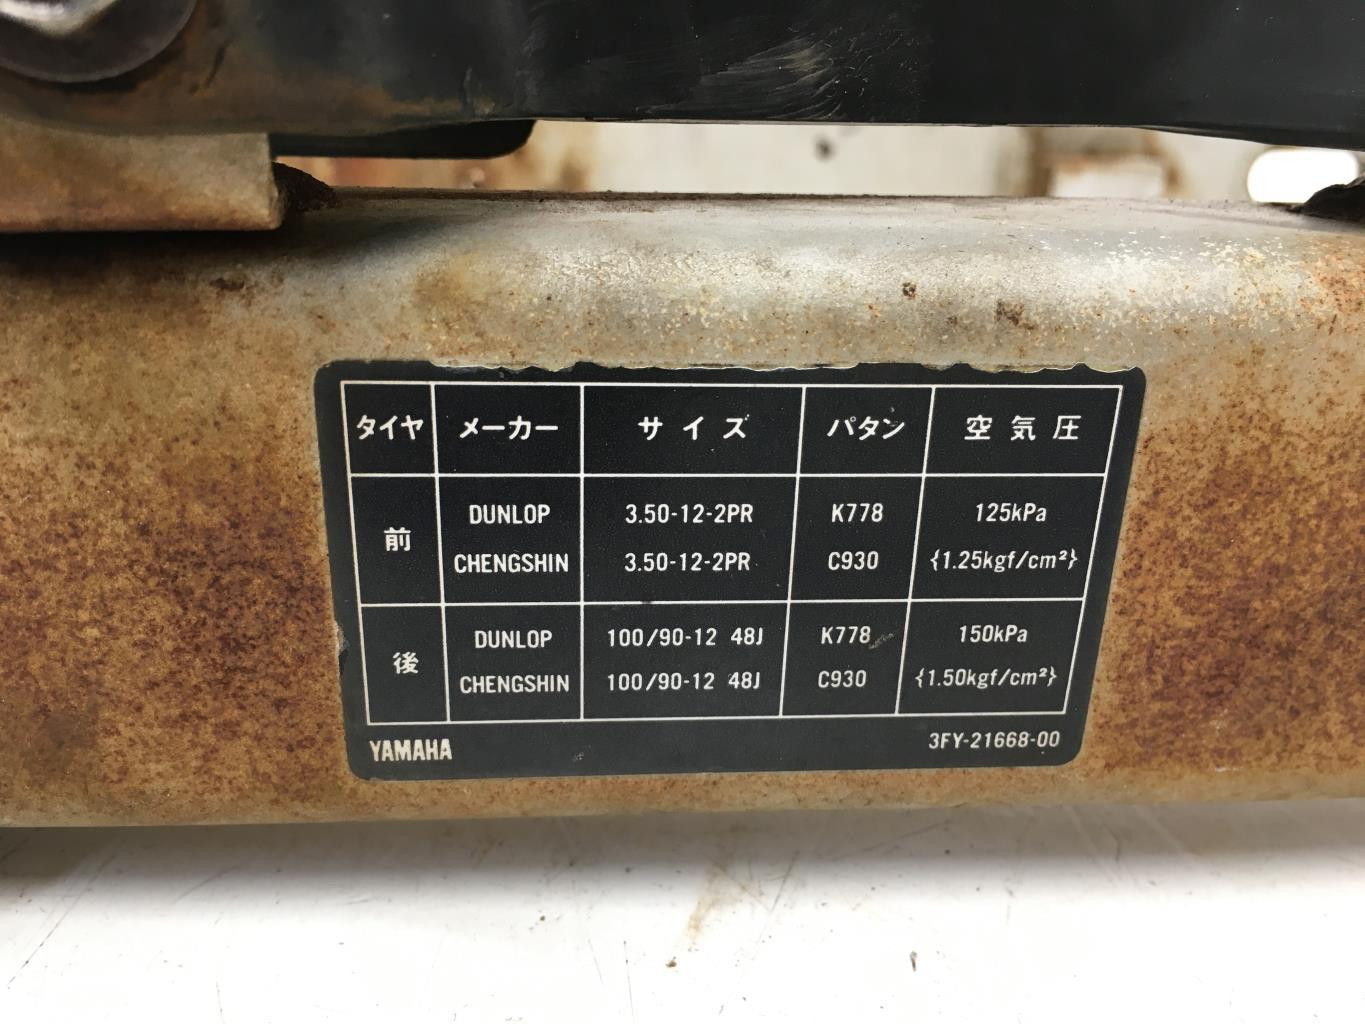 タイヤ メーカー サイズ パタン 空気圧
前 DUNLOP 3.50-12-2PR K778 125kPa
CHENGSHIN 3.50-12-2PR C930 {1.25kgf/cm²}
後 DUNLOP 100/90-12 48J K778 150kPa
CHENGSHIN 100/90-12 48J C930 {1.50kgf/cm²}
YAMAHA 3FY-21668-00